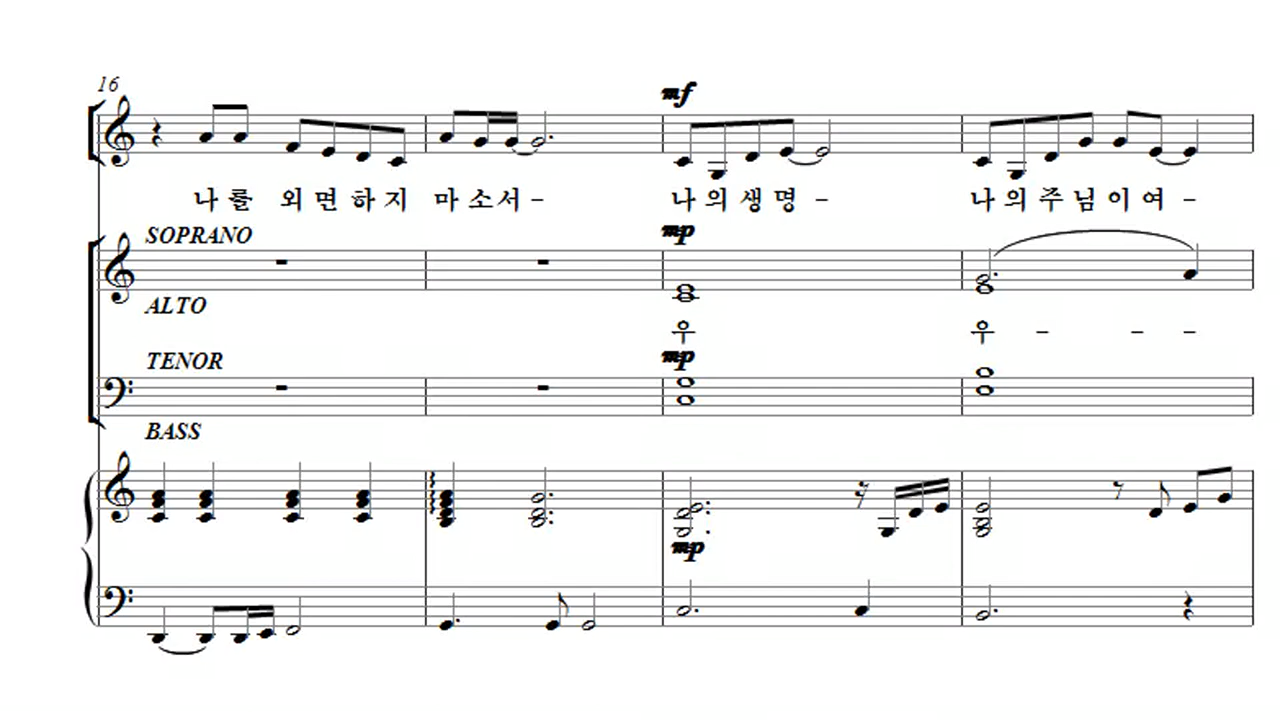 16
mf
나를 외면하지 마소서- 나의생명- 나의주님이여-
SOPRANO mp
ALTO
우 우 - - -
TENOR mp
BASS
mp